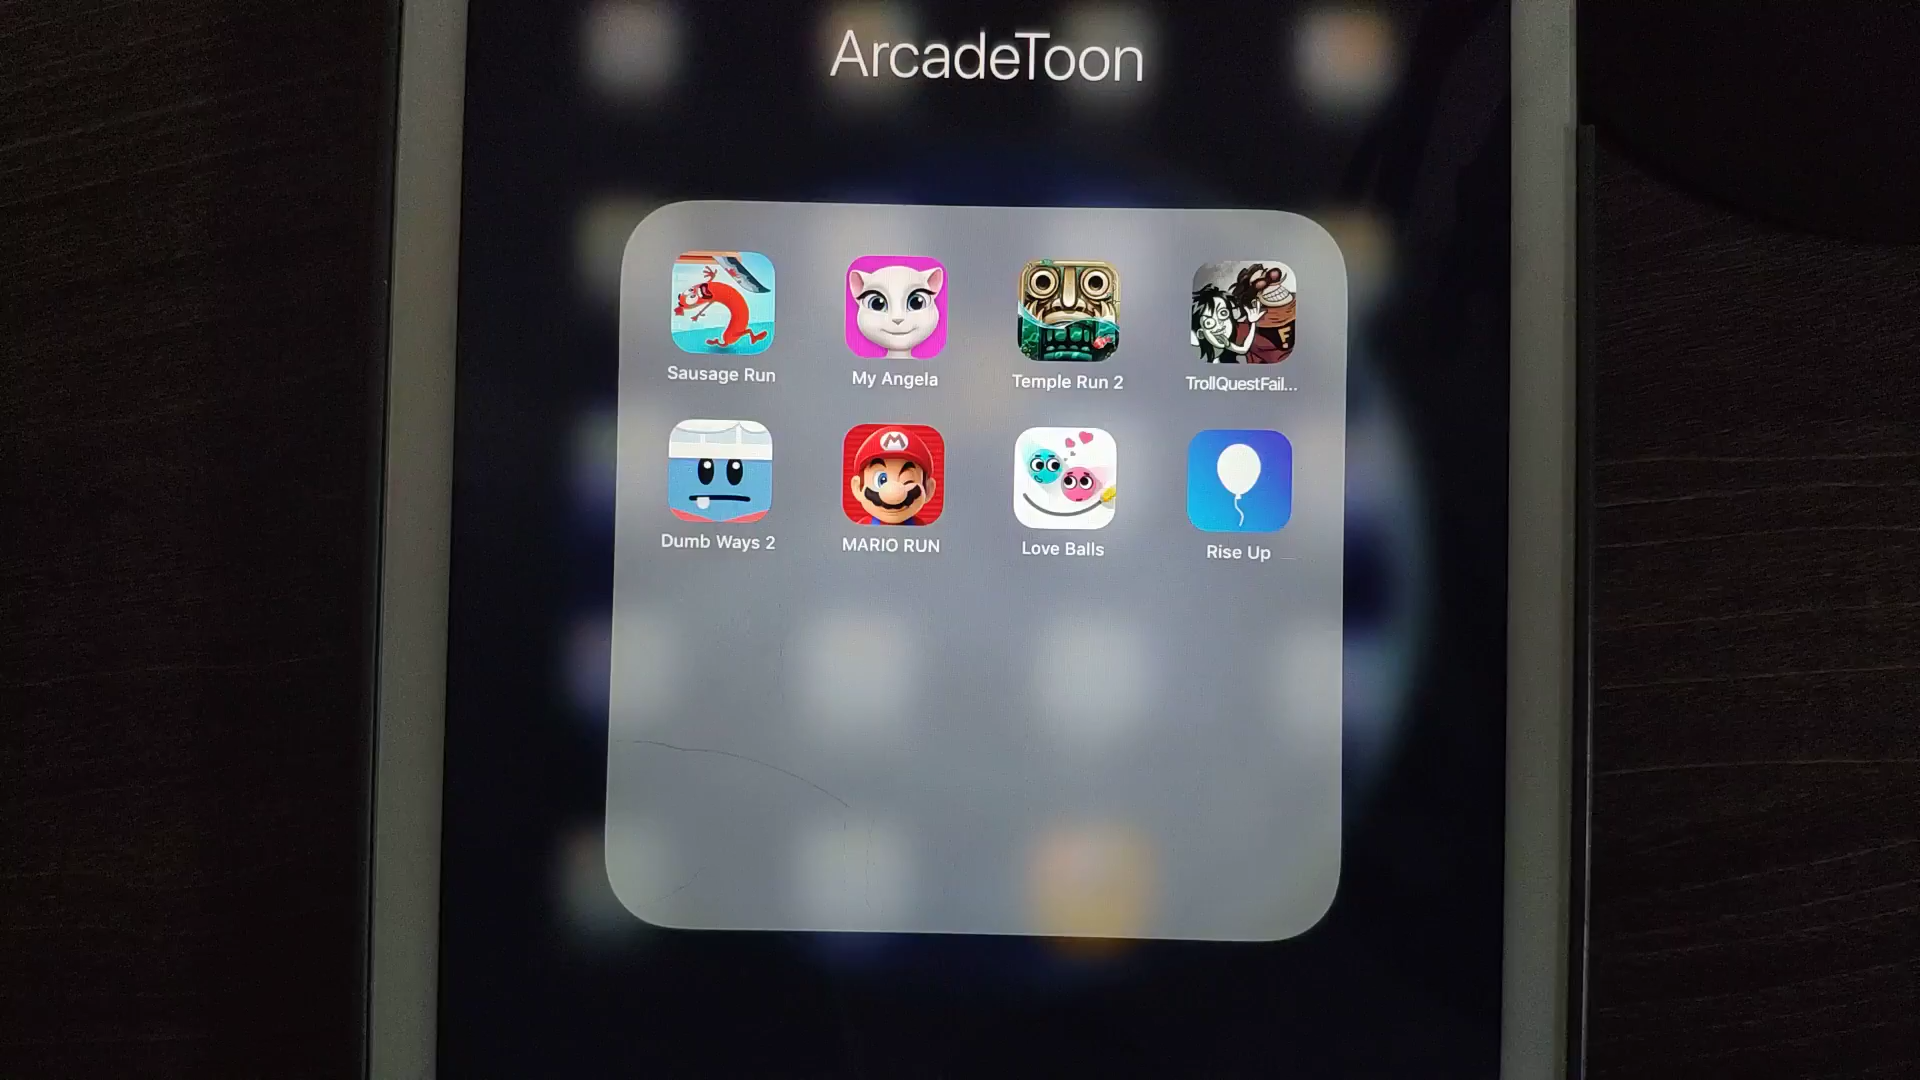 ArcadeToon
Sausage Run
My Angela
Temple Run 2
TrollQuestFail...
F.
Dumb Ways 2
M
MARIO RUN
Love Balls
Rise Up